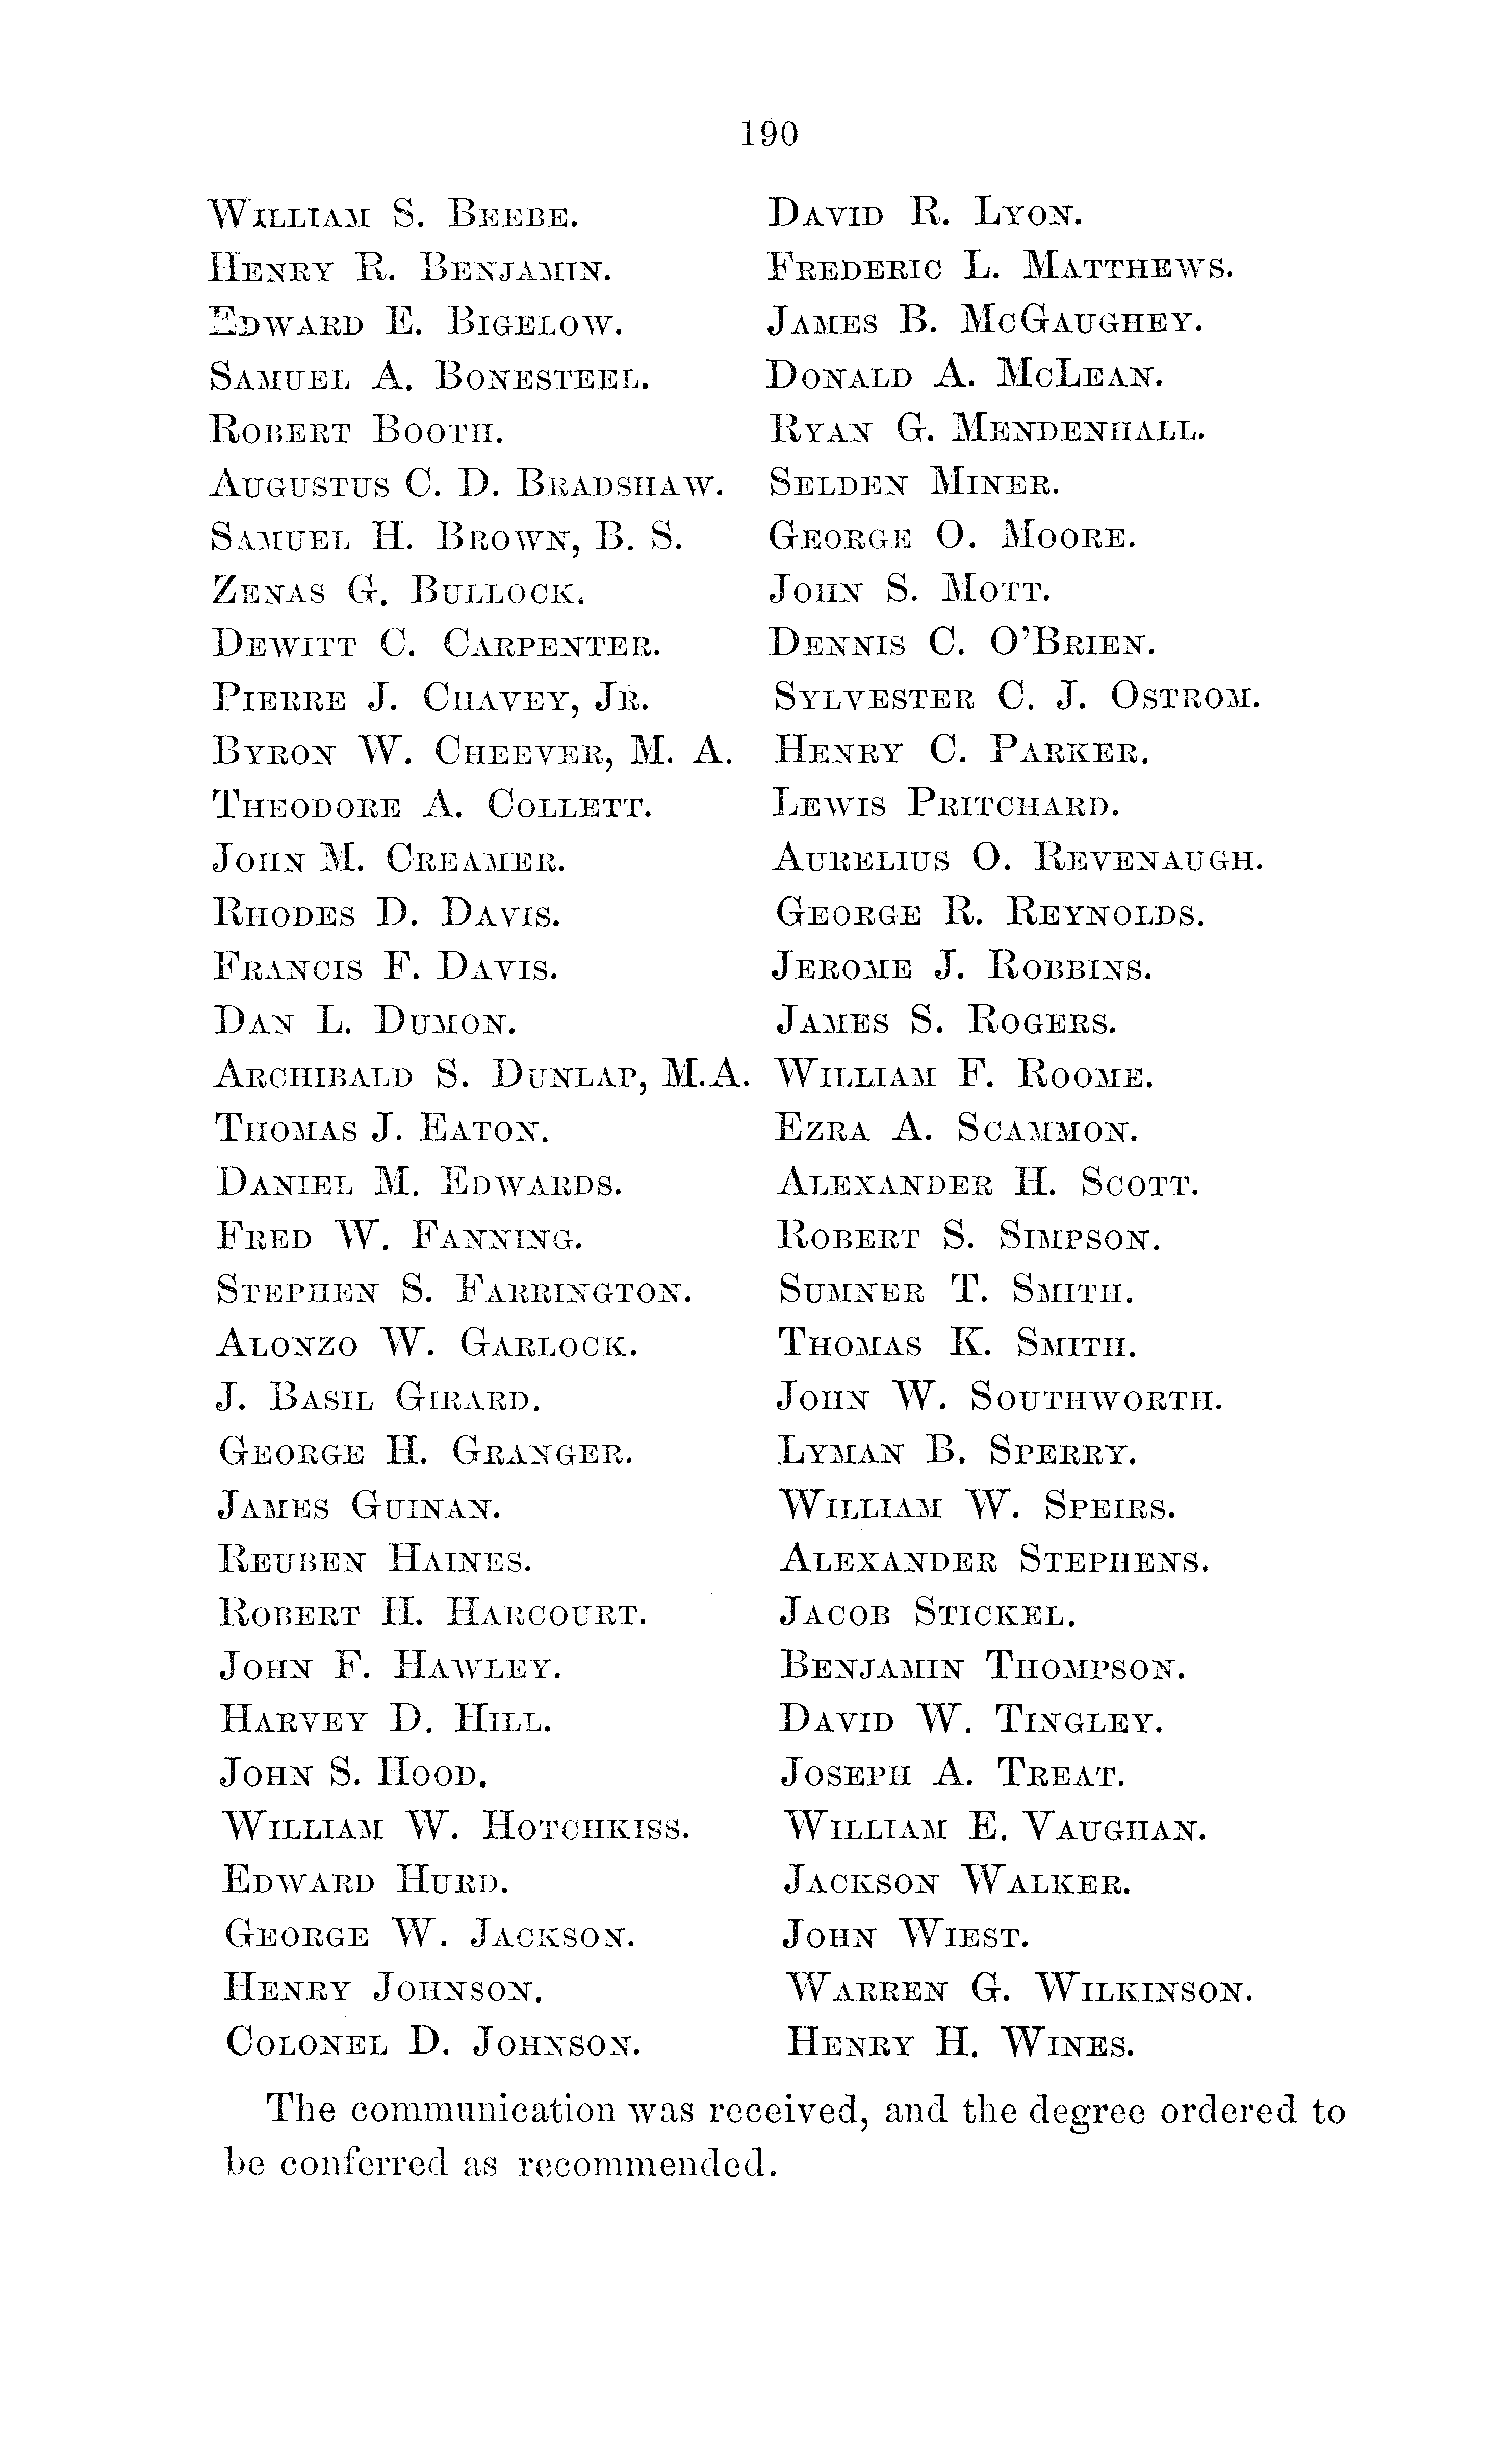 190
WILLIAM S. BEEBE.
HENRY R. BENJAMIN.
EDWARD E. BIGELOW.
SAMUEL A. BONESTEEL.
ROBERT BOOTH.
AUGUSTUS C. D. BRADSHAW.
SAMUEL H. BROWN, B. S.
ZENAS G. BULLOCK.
DEWITT C. CARPENTER.
PIERRE J. CHAVEY, JR.
BYRON W. CHEEVER, M. A.
THEODORE A. COLLETT.
JOHN M. CREAMER.
RHODES D. DAVIS.
FRANCIS F. DAVIS.
DAN L. DUMON.
ARCHIBALD S. DUNLAP, M.A.
THOMAS J. EATON.
DANIEL M. EDWARDS.
FRED W. FANNING.
STEPHEN S. FARRINGTON.
ALONZO W. GARLOCK.
J. BASIL GIRARD.
GEORGE H. GRANGER.
JAMES GUINAN.
REUBEN HAINES.
ROBERT H. HARCOURT.
JOHN F. HAWLEY.
HARVEY D. HILL.
JOHN S. HOOD.
WILLIAM W. HOTCHKISS.
EDWARD HURD.
GEORGE W. JACKSON.
HENRY JOHNSON.
COLONEL D. JOHNSON.
DAVID R. LYON.
FREDERIC L. MATTHEWS.
JAMES B. MCGAUGHEY.
DONALD A. MCLEAN.
RYAN G. MENDENHALL.
SELDEN MINER.
GEORGE O. MOORE.
JOHN S. MOTT.
DENNIS C. O'BRIEN.
SYLVESTER C. J. OSTROM.
HENRY C. PARKER.
LEWIS PRITCHARD.
AURELIUS O. REVENAUGH.
GEORGE R. REYNOLDS.
JEROME J. ROBBINS.
JAMES S. ROGERS.
WILLIAM F. ROOME.
EZRA A. SCAMMON.
ALEXANDER H. SCOTT.
ROBERT S. SIMPSON.
SUMNER T. SMITH.
THOMAS K. SMITH.
JOHN W. SOUTHWORTH.
LYMAN B. SPERRY.
WILLIAM W. SPEIRS.
ALEXANDER STEPHENS.
JACOB STICKEL.
BENJAMIN THOMPSON.
DAVID W. TINGLEY.
JOSEPH A. TREAT.
WILLIAM E. VAUGHAN.
JACKSON WALKER.
JOHN WIEST.
WARREN G. WILKINSON.
HENRY H. WINES.
The communication was received, and the degree ordered to
be conferred as recommended.